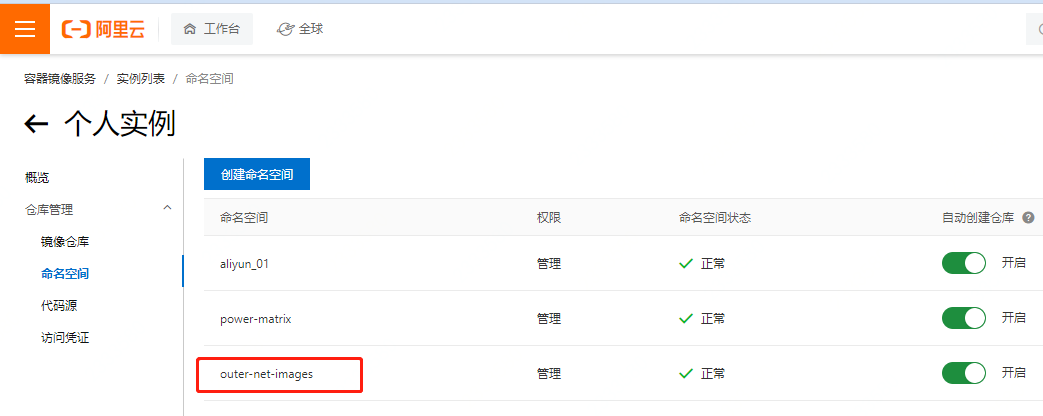 阿里云 工作台 全球
容器镜像服务 / 实例列表 / 命名空间
个人实例
概览
仓库管理
镜像仓库
命名空间
代码源
访问凭证
创建命名空间
命名空间 权限 命名空间状态 自动创建仓库
aliyun_01 管理 正常 开启
power-matrix 管理 正常 开启
outer-net-images 管理 正常 开启